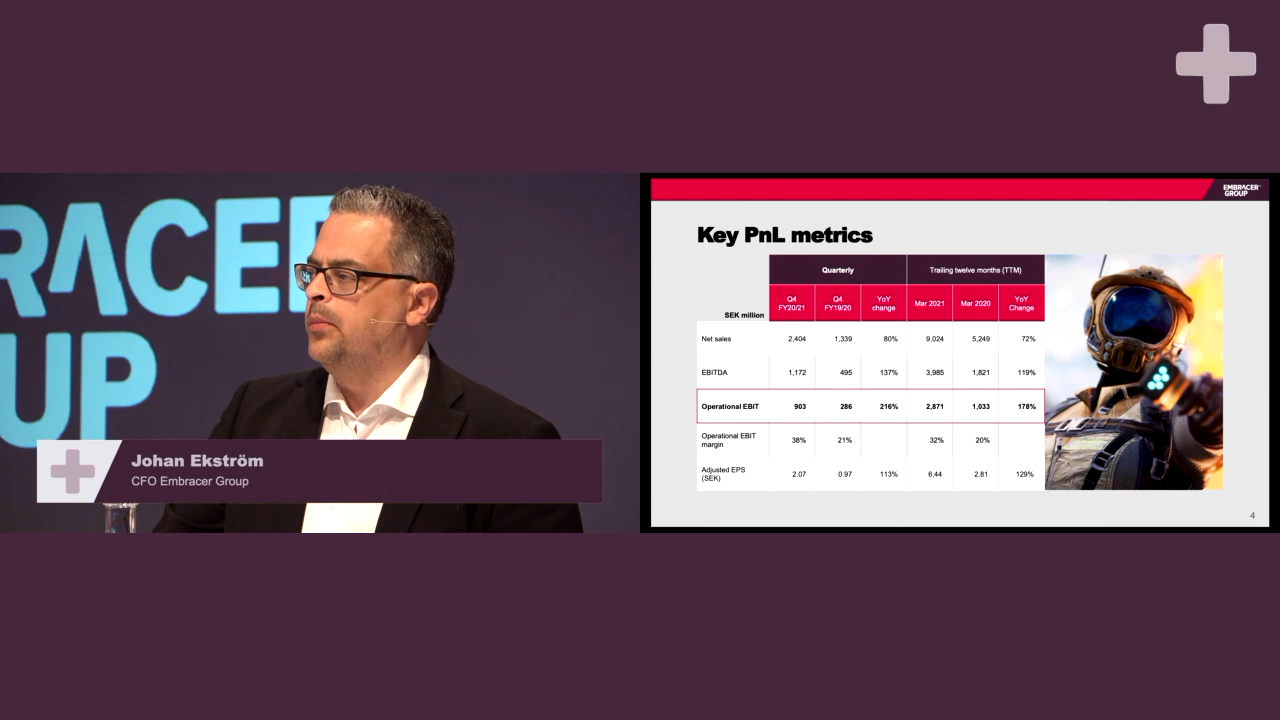 RACER
UP
Johan Ekström
CFO Embracer Group
EMBRACER
GROUP
Key PnL metrics
Quarterly Trailing twelve months (TTM)
SEK million Q4 FY20/21 Q4 FY19/20 YoY change Mar 2021 Mar 2020 YoY Change
Net sales 2,404 1,339 80% 9,024 5,249 72%
EBITDA 1,172 495 137% 3,985 1,821 119%
Operational EBIT 903 286 216% 2,871 1,033 178%
Operational EBIT margin 38% 21% 32% 20%
Adjusted EPS (SEK) 2.07 0.97 113% 6.44 2.81 129%
4